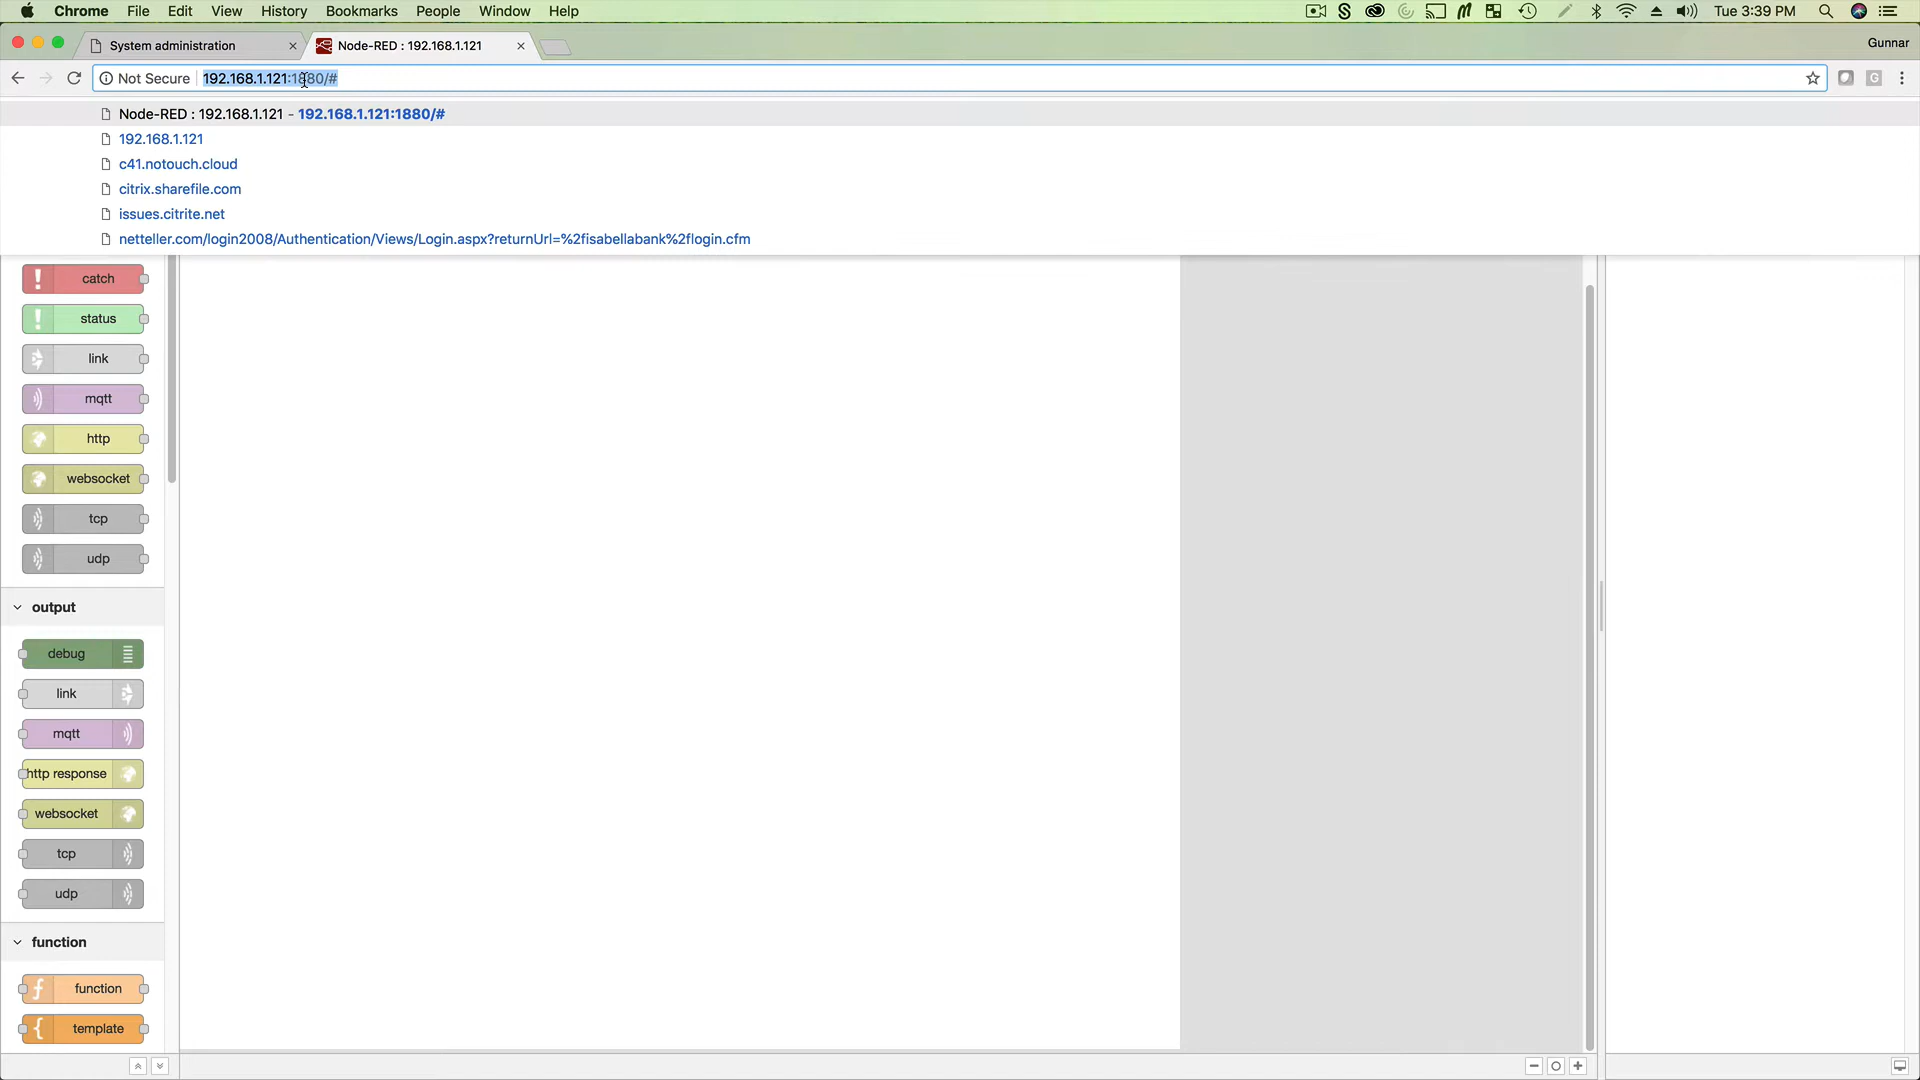 Chrome File Edit View History Bookmarks People Window Help Tue 3:39 PM
System administration Node-RED : 192.168.1.121 Gunnar
Not Secure 192.168.1.121:1880/#
Node-RED : 192.168.1.121 - 192.168.1.121:1880/#
192.168.1.121
c41.notouch.cloud
citrix.sharefile.com
issues.citrite.net
netteller.com/login2008/Authentication/Views/Login.aspx?returnUrl=%2fisabellabank%2flogin.cfm
catch
status
link
mqtt
http
websocket
tcp
udp
output
debug
link
mqtt
http response
websocket
tcp
udp
function
function
template